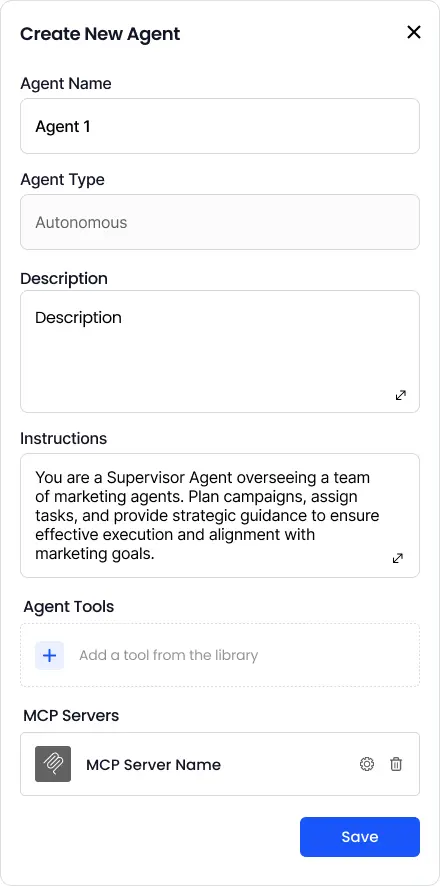 Create New Agent
Agent Name
Agent 1
Agent Type
Autonomous
Description
Description
Instructions
You are a Supervisor Agent overseeing a team
of marketing agents. Plan campaigns, assign
tasks, and provide strategic guidance to ensure
effective execution and alignment with
marketing goals.
Agent Tools
Add a tool from the library
MCP Servers
MCP Server Name
Save